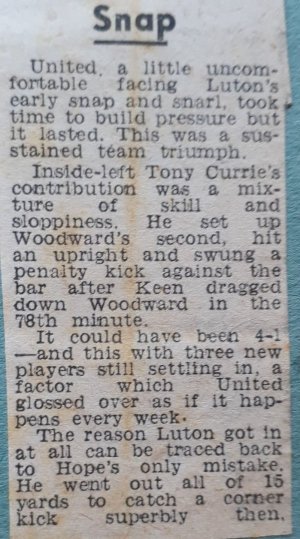 Snap
United, a little uncom-
fortable facing Luton's
early snap and snarl, took
time to build pressure but
it lasted. This was a sus-
stained team triumph.
Inside-left Tony Currie's
contribution was a mix-
ture of skill and
sloppiness. He set up
Woodward's second, hit
an upright and swung a
penalty kick against the
bar after Keen dragged
down Woodward in the
78th minute.
It could have been 4-1
—and this with three new
players still settling in, a
factor which United
glossed over as if it hap-
pens every week.
The reason Luton got in
at all can be traced back
to Hope's only mistake.
He went out all of 15
yards to catch a corner
kick superbly then,